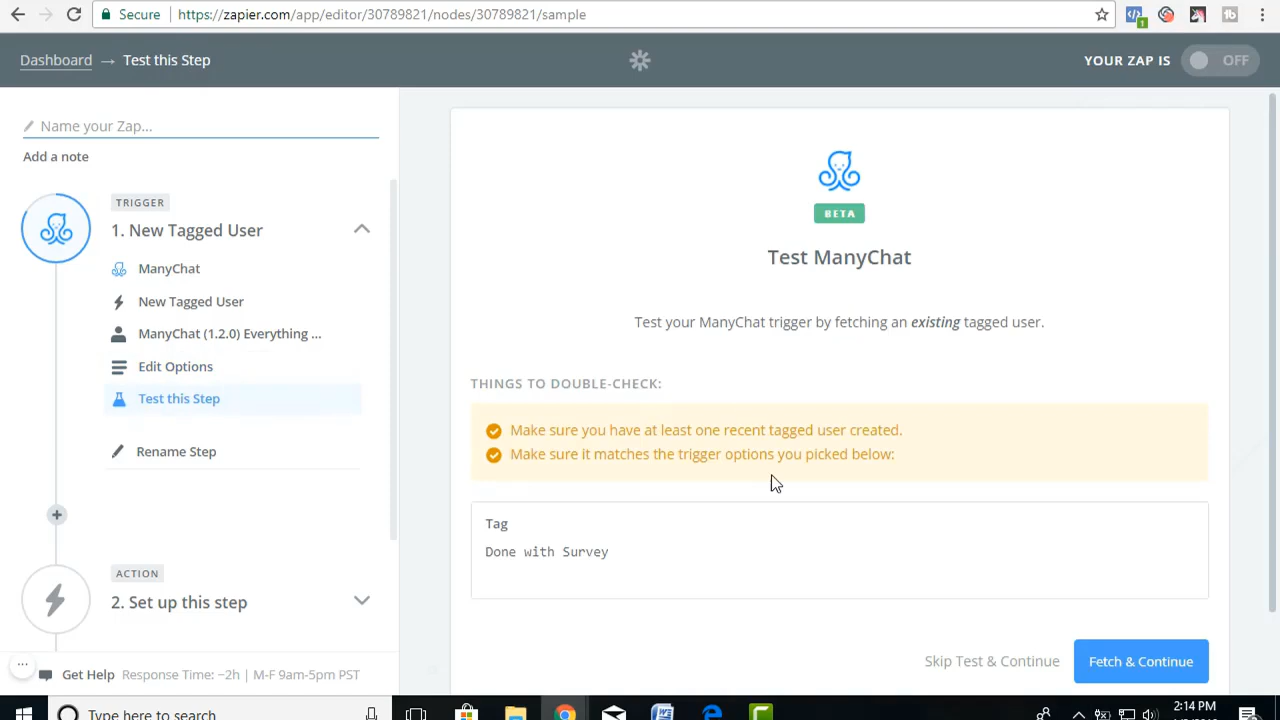 Secure
https://zapier.com/app/editor/30789821/nodes/30789821/sample
1
Dashboard → Test this Step
YOUR ZAP IS
OFF
Name your Zap...
Add a note
TRIGGER
1. New Tagged User
ManyChat
New Tagged User
ManyChat (1.2.0) Everything ...
Edit Options
Test this Step
Rename Step
ACTION
2. Set up this step
Get Help Response Time: ~2h | M-F 9am-5pm PST
BETA
Test ManyChat
Test your ManyChat trigger by fetching an existing tagged user.
THINGS TO DOUBLE-CHECK:
Make sure you have at least one recent tagged user created.
Make sure it matches the trigger options you picked below:
Tag
Done with Survey
Skip Test & Continue
Fetch & Continue
Type here to search
2:14 PM